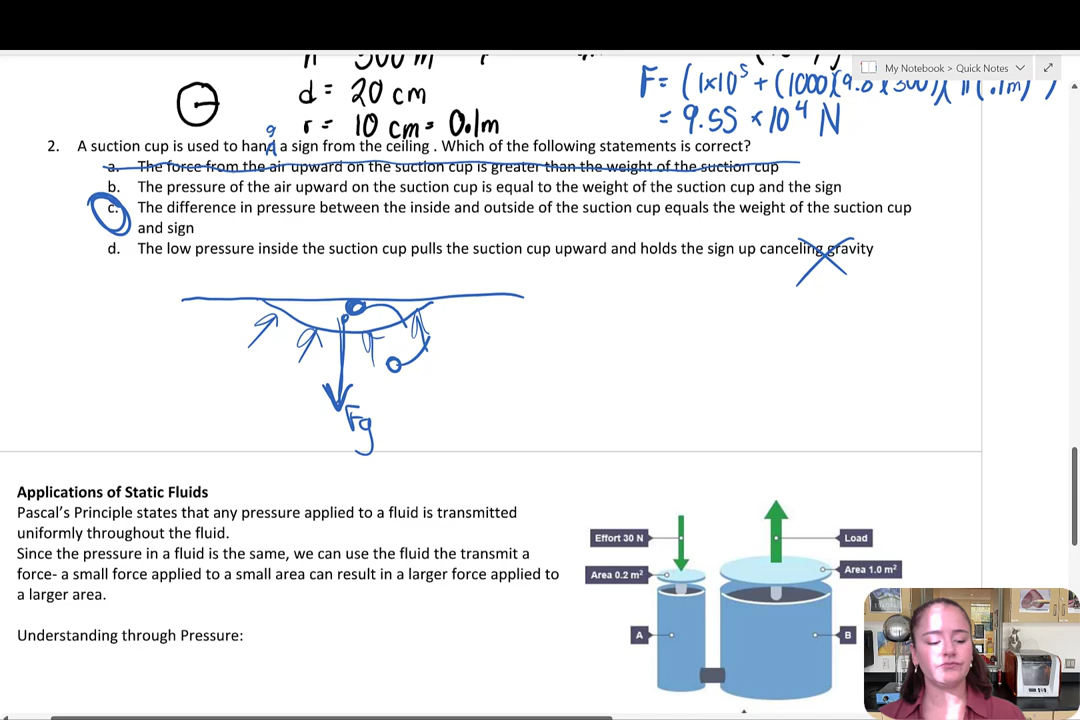 d = 20 cm
r = 10 cm = 0.1m
F = (1x10⁵ + (1000)(9.8)(300))(π(.1m)²)
= 9.55 x 10⁴ N
My Notebook > Quick Notes
g
2. A suction cup is used to hand a sign from the ceiling . Which of the following statements is correct?
a. The force from the air upward on the suction cup is greater than the weight of the suction cup
b. The pressure of the air upward on the suction cup is equal to the weight of the suction cup and the sign
c. The difference in pressure between the inside and outside of the suction cup equals the weight of the suction cup
and sign
d. The low pressure inside the suction cup pulls the suction cup upward and holds the sign up canceling gravity
Fg
Applications of Static Fluids
Pascal's Principle states that any pressure applied to a fluid is transmitted
uniformly throughout the fluid.
Since the pressure in a fluid is the same, we can use the fluid the transmit a
force- a small force applied to a small area can result in a larger force applied to
a larger area.
Understanding through Pressure:
Effort 30 N
Load
Area 0.2 m²
Area 1.0 m²
A
B